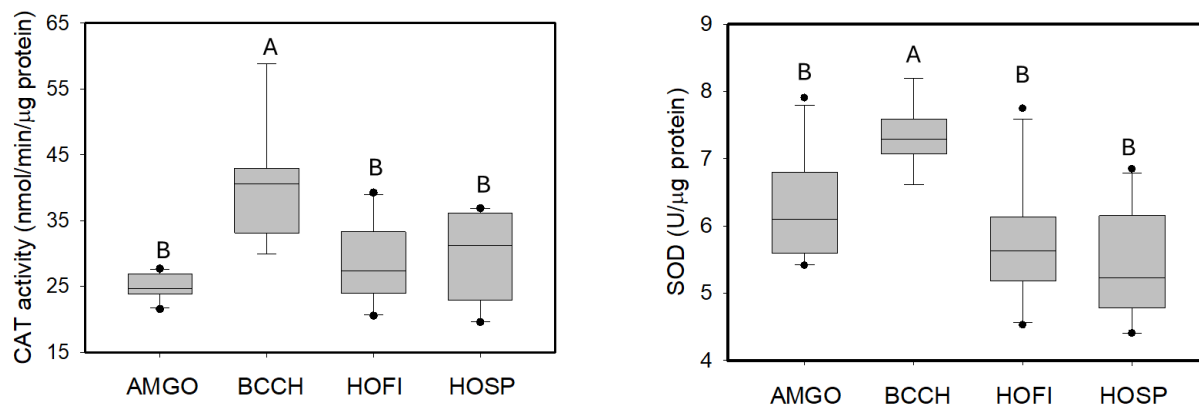 CAT activity (nmol/min/µg protein)
65
55
45
35
25
15
B
A
B
B
AMGO BCCH HOFI HOSP
SOD (U/µg protein)
9
8
7
6
5
4
B
A
B
B
AMGO BCCH HOFI HOSP